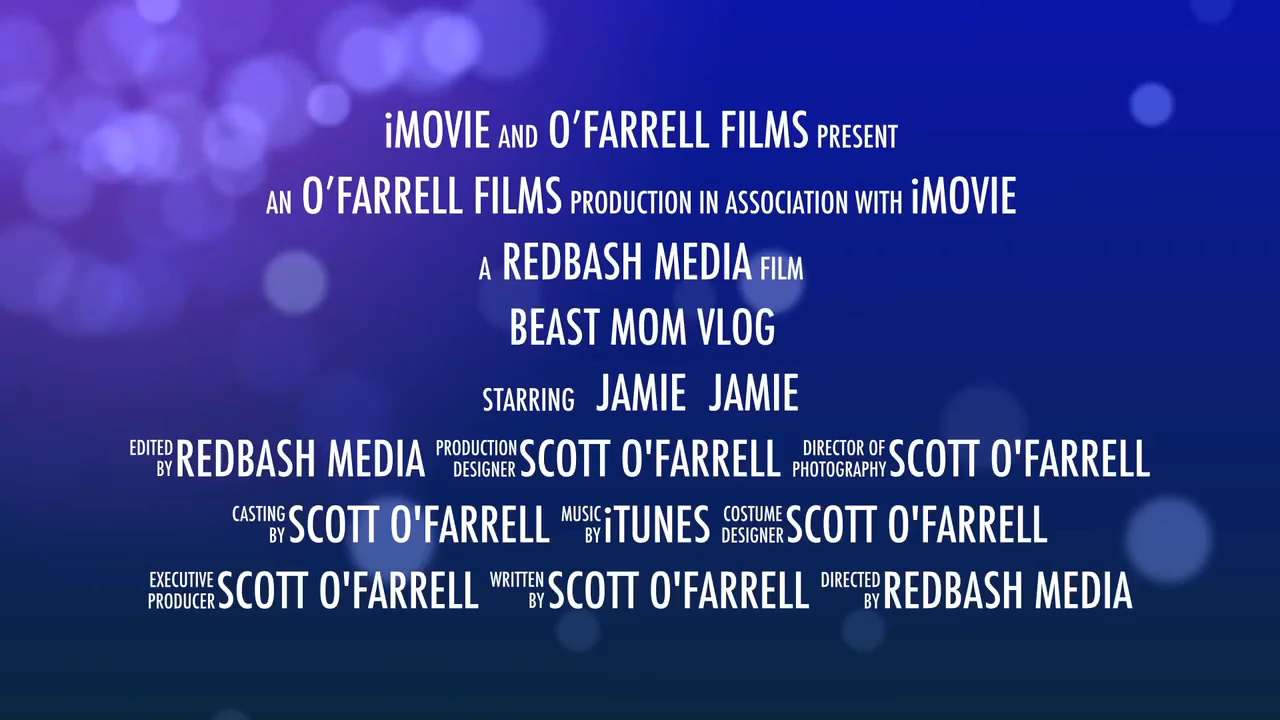 iMOVIE AND O’FARRELL FILMS PRESENT
AN O’FARRELL FILMS PRODUCTION IN ASSOCIATION WITH iMOVIE
A REDBASH MEDIA FILM
BEAST MOM VLOG
STARRING JAMIE JAMIE
EDITED BY REDBASH MEDIA PRODUCTION DESIGNER SCOTT O'FARRELL DIRECTOR OF PHOTOGRAPHY SCOTT O'FARRELL
CASTING BY SCOTT O'FARRELL MUSIC BY iTUNES COSTUME DESIGNER SCOTT O'FARRELL
EXECUTIVE PRODUCER SCOTT O'FARRELL WRITTEN BY SCOTT O'FARRELL DIRECTED BY REDBASH MEDIA